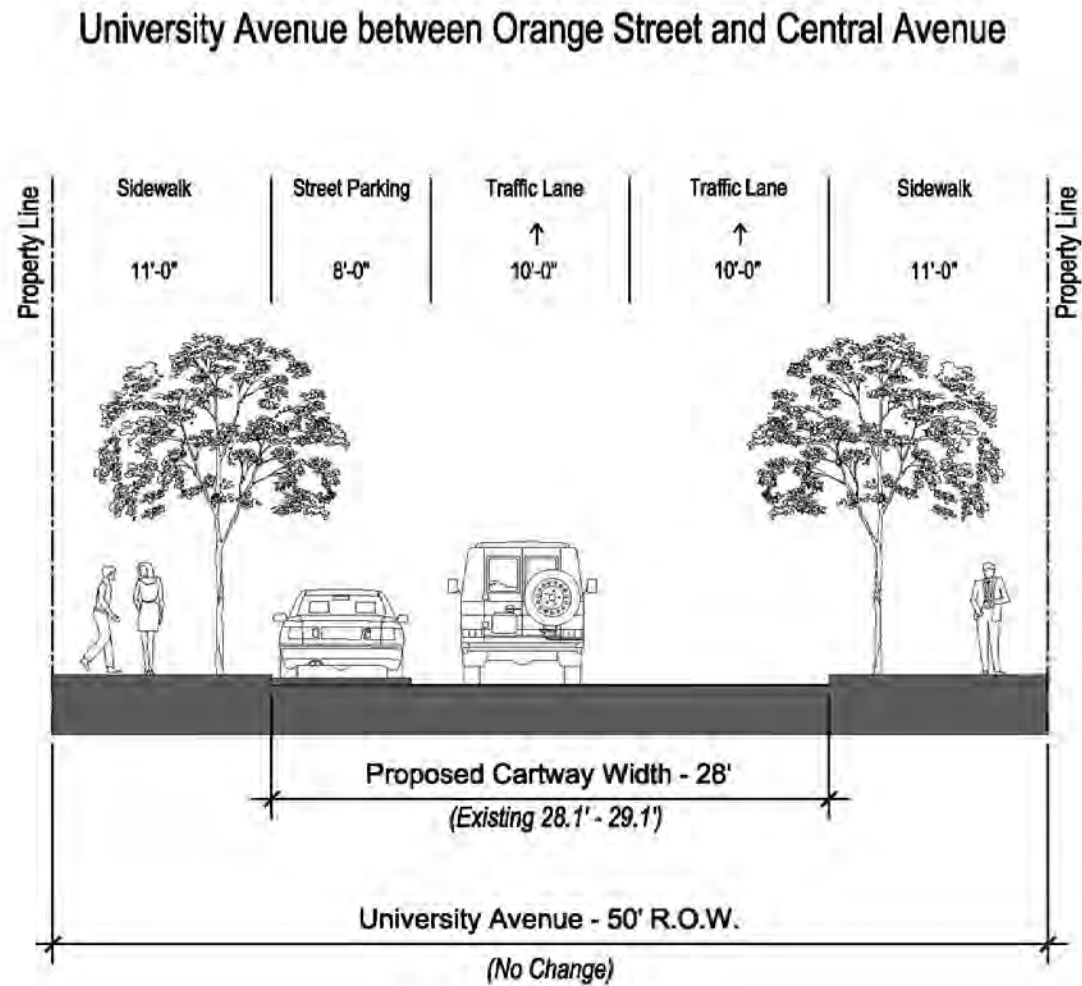 University Avenue between Orange Street and Central Avenue
Property Line
Sidewalk
Street Parking
Traffic Lane
Traffic Lane
Sidewalk
Property Line
11'-0"
8'-0"
10'-0"
10'-0"
11'-0"
Proposed Cartway Width - 28'
(Existing 28.1' - 29.1')
University Avenue - 50' R.O.W.
(No Change)